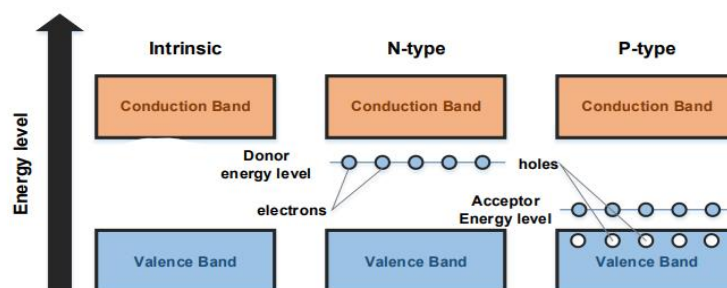 Intrinsic
N-type
P-type
Conduction Band
Conduction Band
Conduction Band
Donor
energy level
holes
electrons
Acceptor
Energy level
Valence Band
Valence Band
Valence Band
Energy level